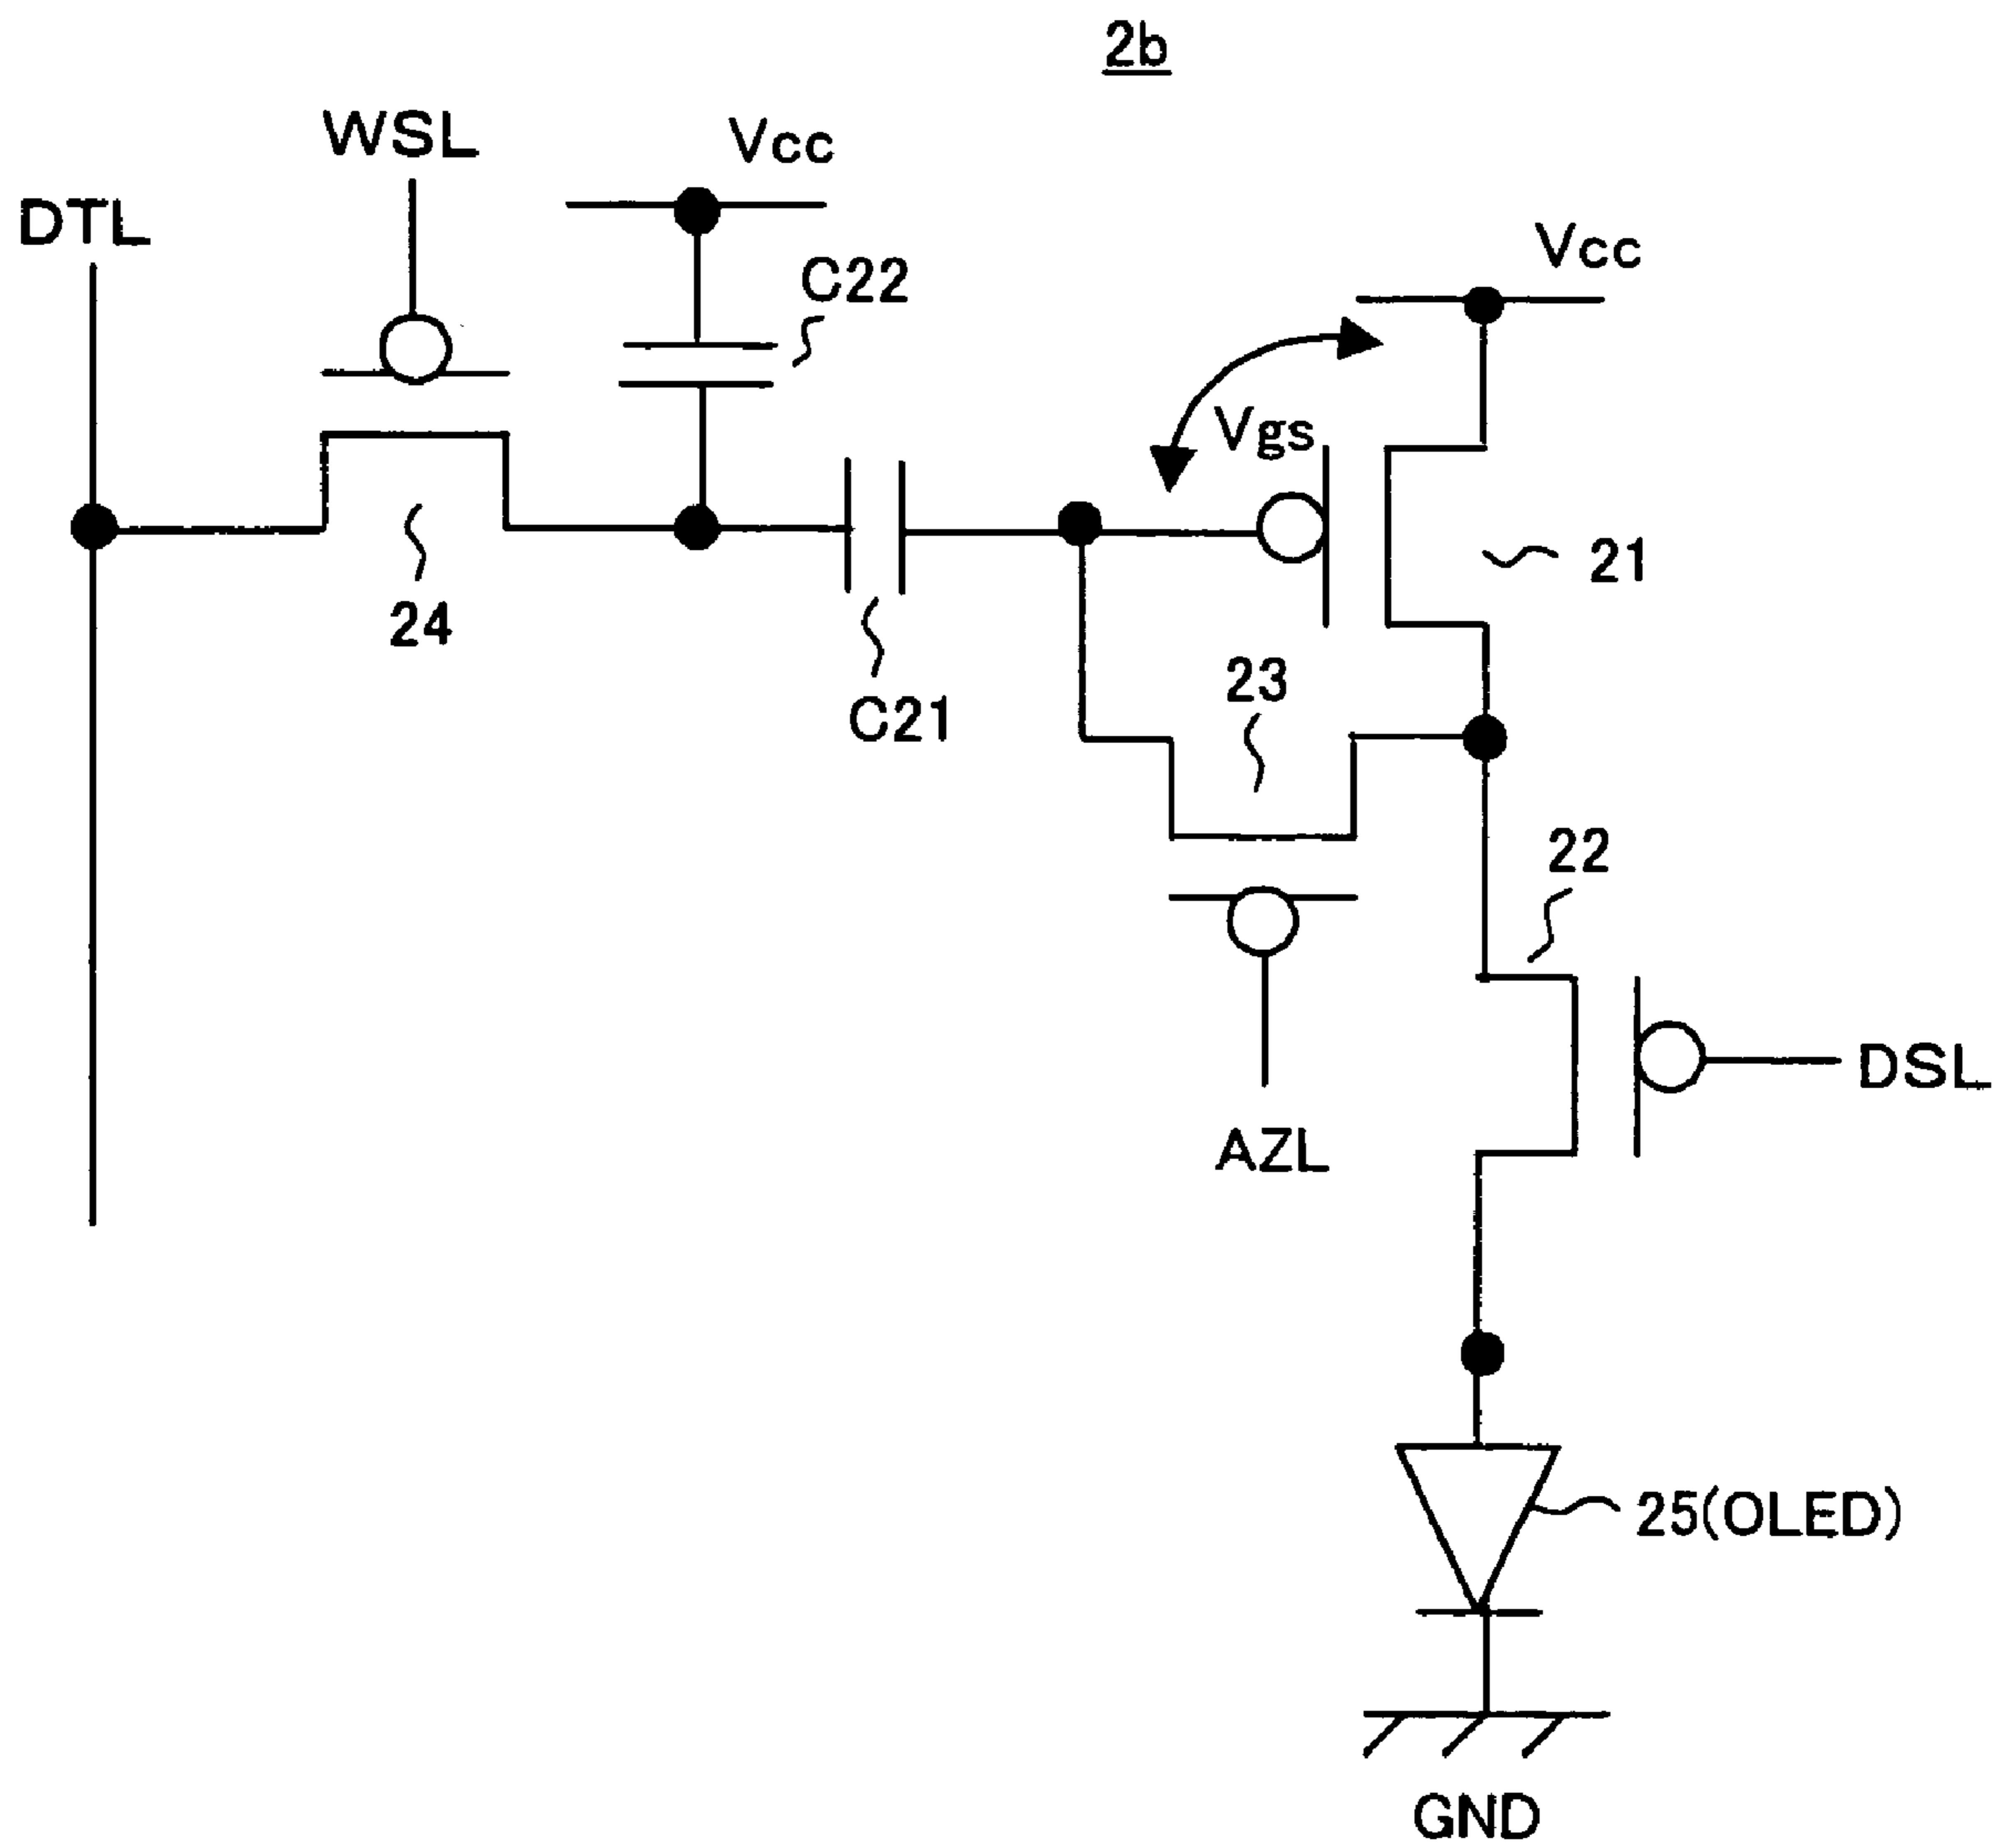 2b
WSL
Vcc
DTL
Vcc
C22
Vgs
21
24
23
C21
22
DSL
AZL
25(OLED)
GND